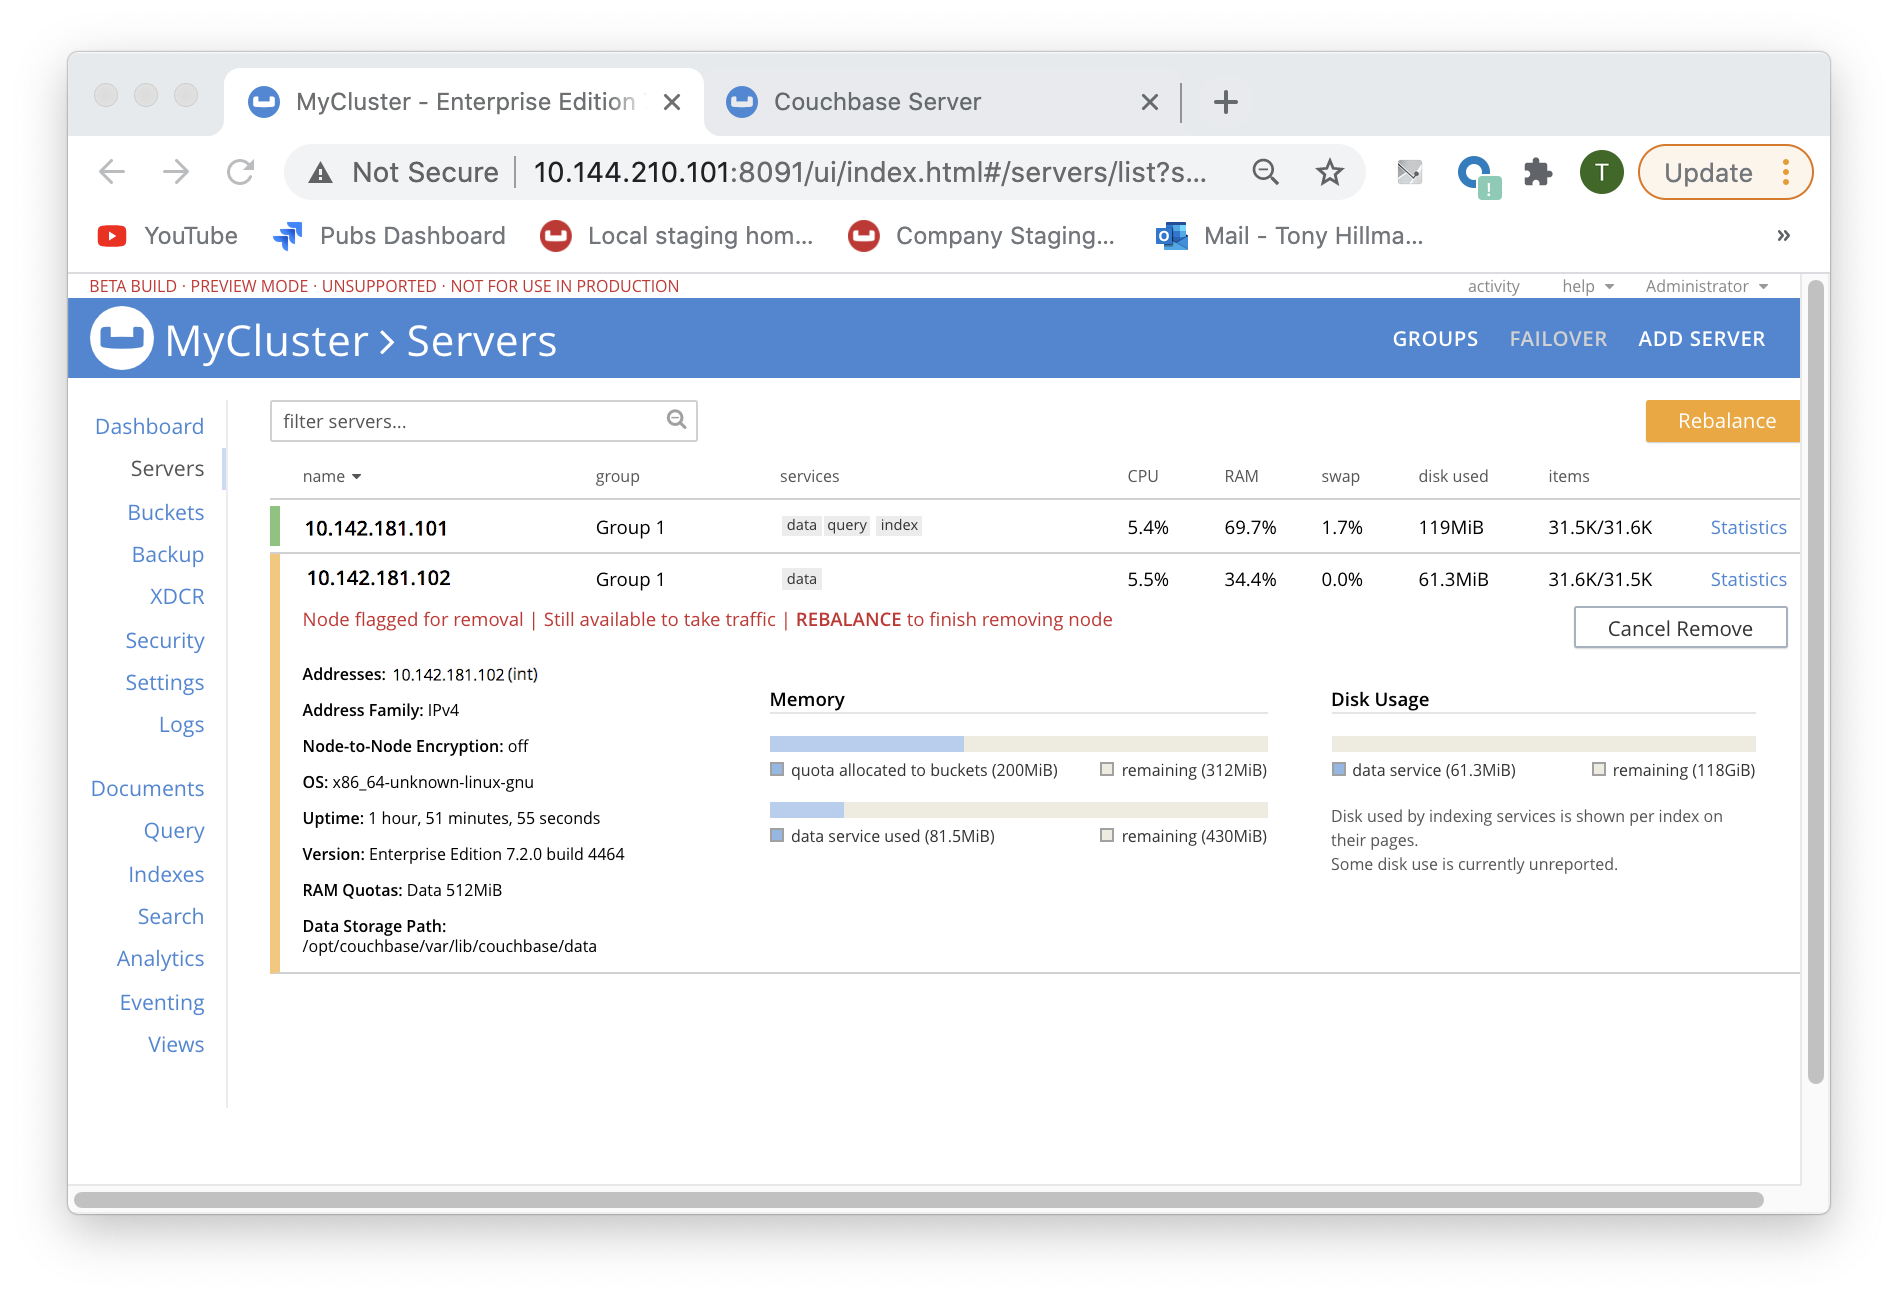 MyCluster - Enterprise Edition
Couchbase Server
Not Secure
10.144.210.101:8091/ui/index.html#/servers/list?s...
T
Update
YouTube
Pubs Dashboard
Local staging hom...
Company Staging...
Mail - Tony Hillma...
»
BETA BUILD · PREVIEW MODE · UNSUPPORTED · NOT FOR USE IN PRODUCTION
activity
help
Administrator
MyCluster > Servers
GROUPS
FAILOVER
ADD SERVER
Dashboard
Servers
Buckets
Backup
XDCR
Security
Settings
Logs
Documents
Query
Indexes
Search
Analytics
Eventing
Views
filter servers...
Rebalance
name group services CPU RAM swap disk used items
10.142.181.101 Group 1 data query index 5.4% 69.7% 1.7% 119MiB 31.5K/31.6K Statistics
10.142.181.102 Group 1 data 5.5% 34.4% 0.0% 61.3MiB 31.6K/31.5K Statistics
Node flagged for removal | Still available to take traffic | REBALANCE to finish removing node
Cancel Remove
Addresses: 10.142.181.102 (int)
Address Family: IPv4
Node-to-Node Encryption: off
OS: x86_64-unknown-linux-gnu
Uptime: 1 hour, 51 minutes, 55 seconds
Version: Enterprise Edition 7.2.0 build 4464
RAM Quotas: Data 512MiB
Data Storage Path:
/opt/couchbase/var/lib/couchbase/data
Memory
quota allocated to buckets (200MiB) remaining (312MiB)
data service used (81.5MiB) remaining (430MiB)
Disk Usage
data service (61.3MiB) remaining (118GiB)
Disk used by indexing services is shown per index on
their pages.
Some disk use is currently unreported.